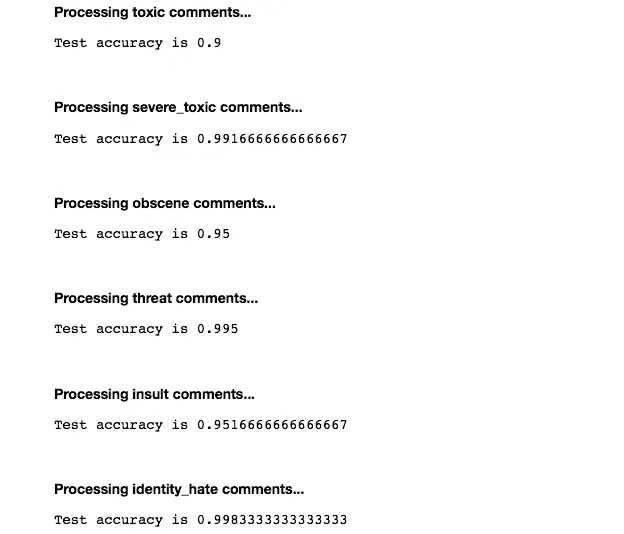 Processing toxic comments...
Test accuracy is 0.9
Processing severe_toxic comments...
Test accuracy is 0.9916666666666667
Processing obscene comments...
Test accuracy is 0.95
Processing threat comments...
Test accuracy is 0.995
Processing insult comments...
Test accuracy is 0.9516666666666667
Processing identity_hate comments...
Test accuracy is 0.9983333333333333